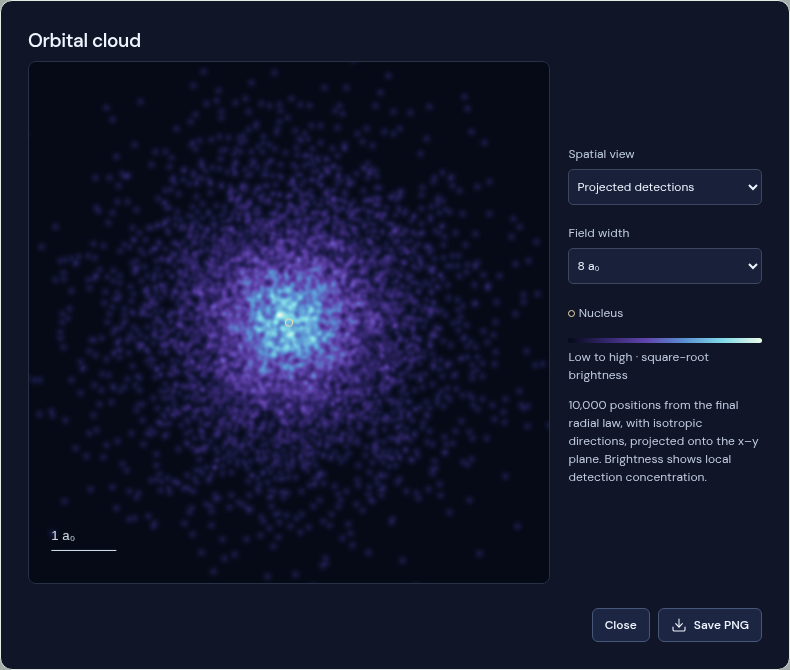 Orbital cloud
Spatial view
Projected detections
Field width
8 a₀
Nucleus
Low to high · square-root
brightness
10,000 positions from the final
radial law, with isotropic
directions, projected onto the x–y
plane. Brightness shows local
detection concentration.
1 a₀
Close
Save PNG